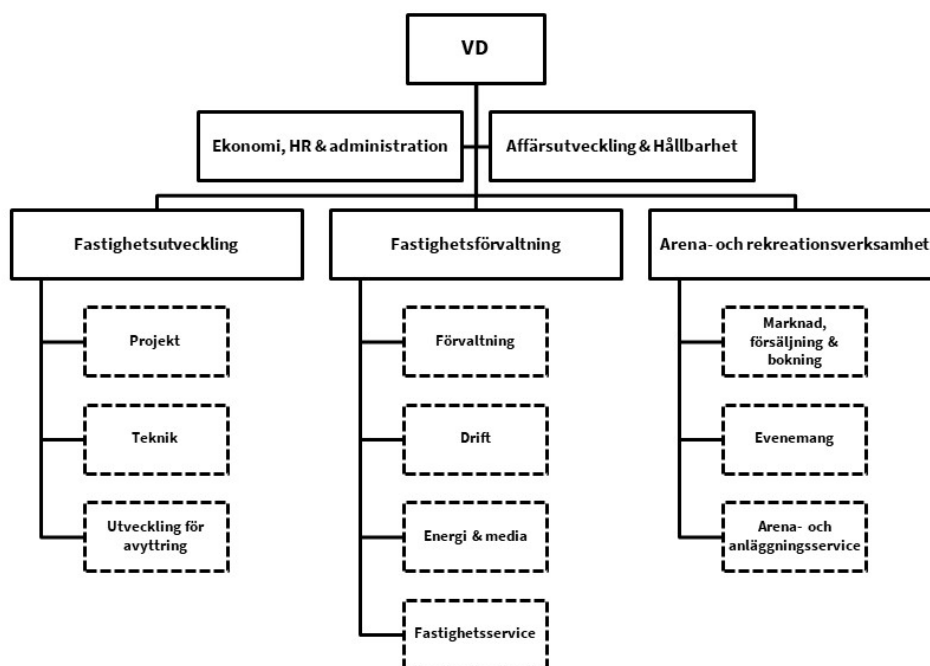 VD
Ekonomi, HR & administration
Affärsutveckling & Hållbarhet
Fastighetsutveckling
Fastighetsförvaltning
Arena- och rekreationsverksamhet
Projekt
Teknik
Utveckling för
avyttring
Förvaltning
Drift
Energi & media
Fastighetsservice
Marknad,
försäljning &
bokning
Evenemang
Arena- och
anläggningsservice